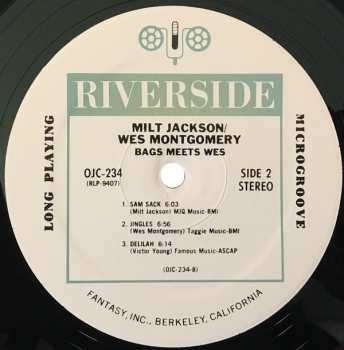 RIVERSIDE
LONG PLAYING
MICROGROOVE
MILT JACKSON/
WES MONTGOMERY
BAGS MEETS WES
OJC-234
(RLP-9407)
SIDE 2
STEREO
1. SAM SACK 6:03
(Milt Jackson) MJQ Music-BMI
2. JINGLES 6:56
(Wes Montgomery) Taggie Music-BMI
3. DELILAH 6:14
(Victor Young) Famous Music-ASCAP
(OJC-234-B)
FANTASY, INC., BERKELEY, CALIFORNIA